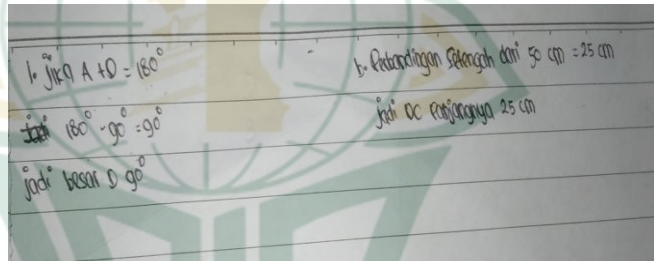 1. jika A + D = 180°
180° - 90° = 90°
jadi besar D 90°
b. Perbandingan setengah dari 50 cm = 25 cm
jadi DC Panjangnya 25 cm